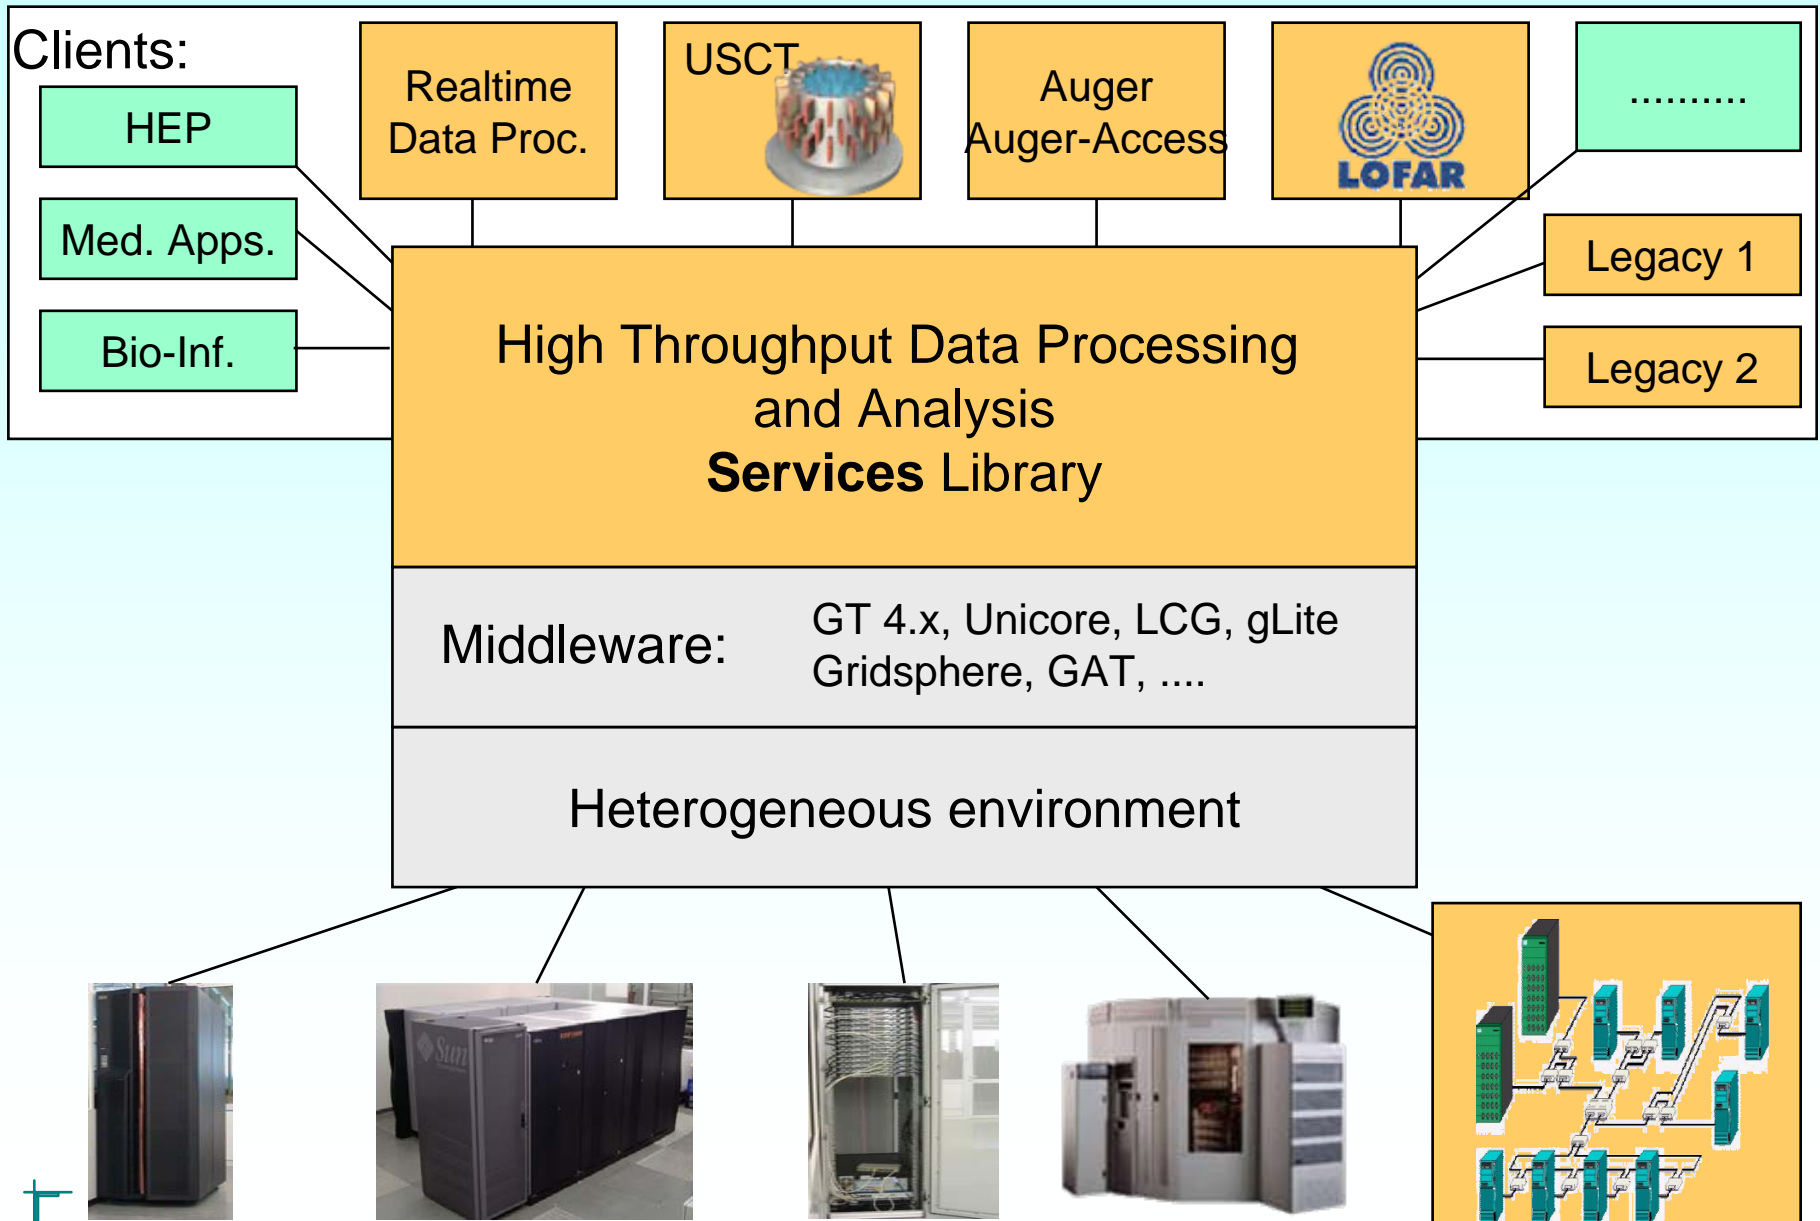 Clients:
HEP
Med. Apps.
Bio-Inf.
Realtime
Data Proc.
USCT
Auger
Auger-Access
LOFAR
..........
Legacy 1
Legacy 2
High Throughput Data Processing
and Analysis
Services Library
Middleware:
GT 4.x, Unicore, LCG, gLite
Gridsphere, GAT, ....
Heterogeneous environment
Sun